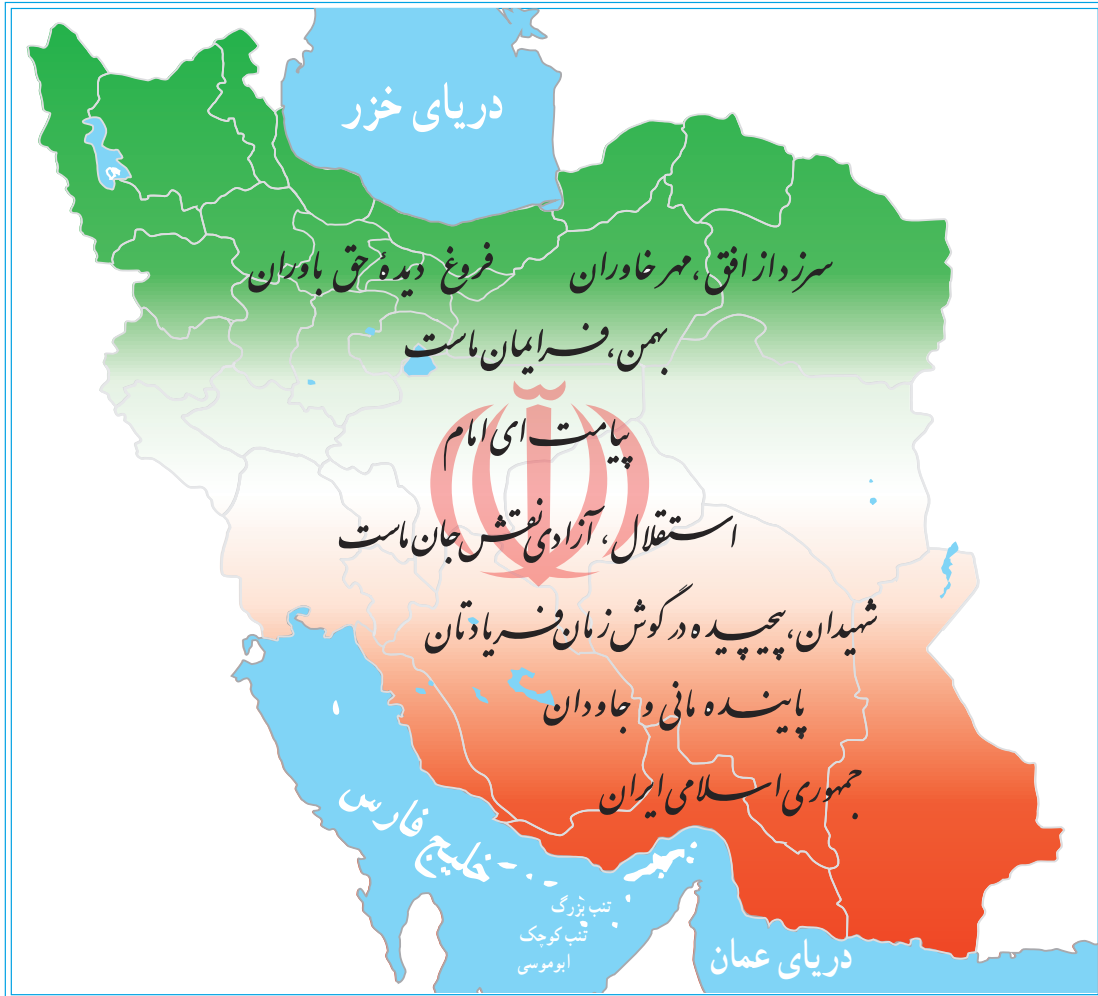 دریای خزر
سر زد از افق، مهر خاوران فروغ دیدهٔ حق باوران
بهمن، فر ایمان ماست
پیامت ای امام
استقلال، آزادی نقش جان ماست
شهیدان، پیچیده در گوش زمان فریادتان
پاینده مانی و جاودان
جمهوری اسلامی ایران
خلیج فارس
تنب بزرگ
تنب کوچک
ابوموسی
دریای عمان